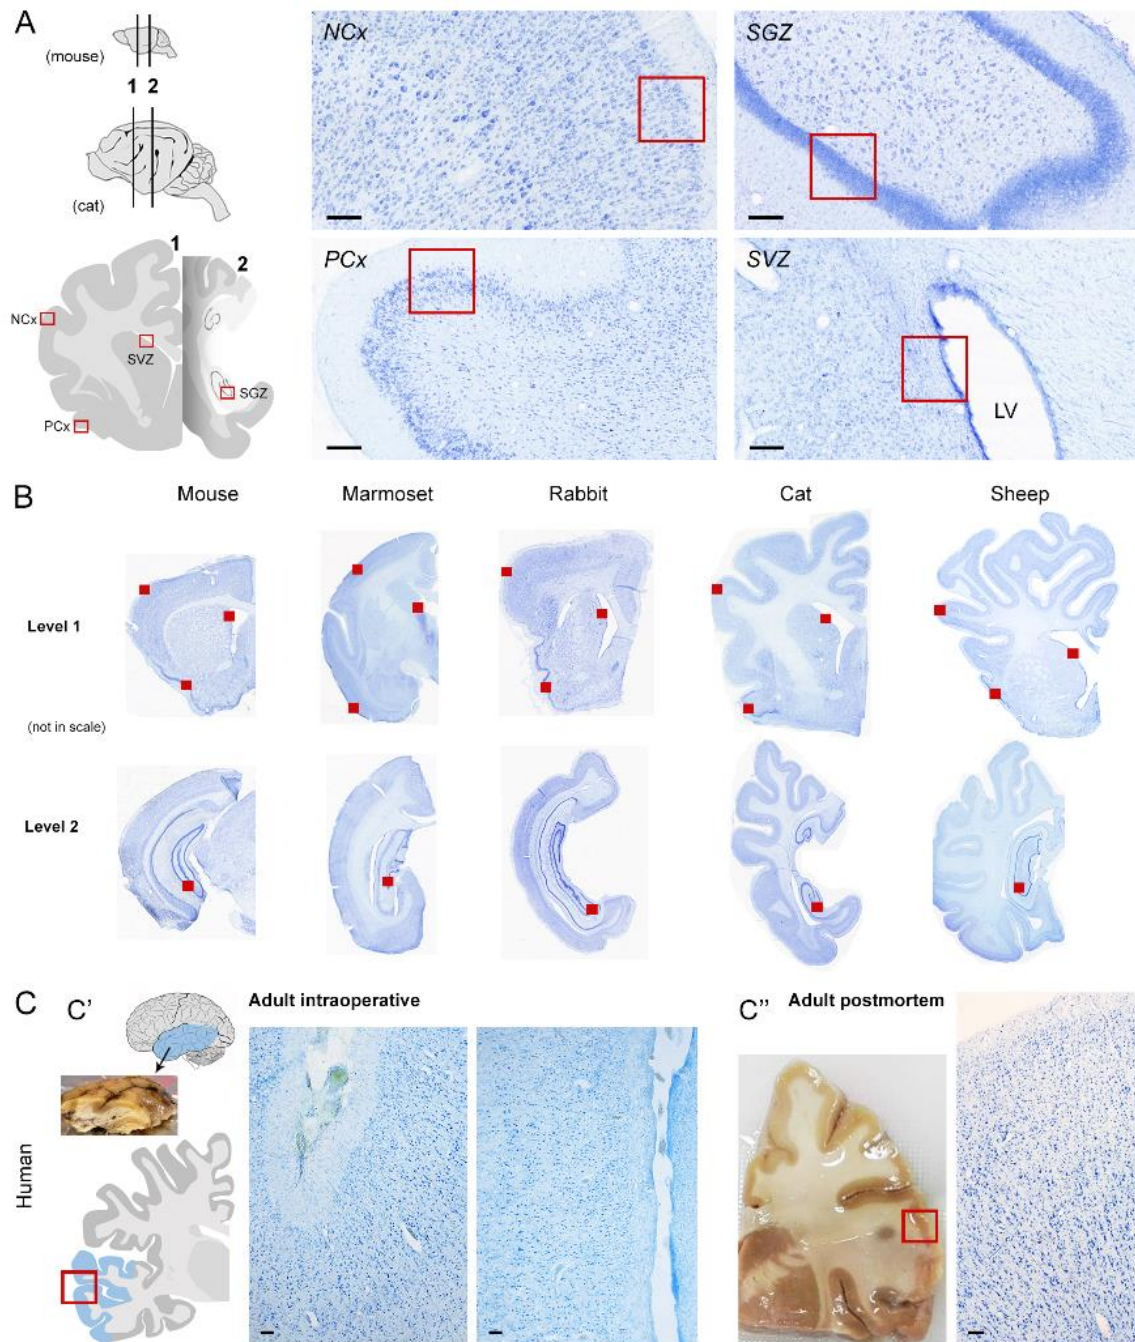 A
(mouse)
1 2
(cat)
1
2
NCx
SVZ
SGZ
PCx
NCx
SGZ
PCx
SVZ
LV
B
Mouse
Marmoset
Rabbit
Cat
Sheep
Level 1
(not in scale)
Level 2
C
C'
Adult intraoperative
C"
Adult postmortem
Human